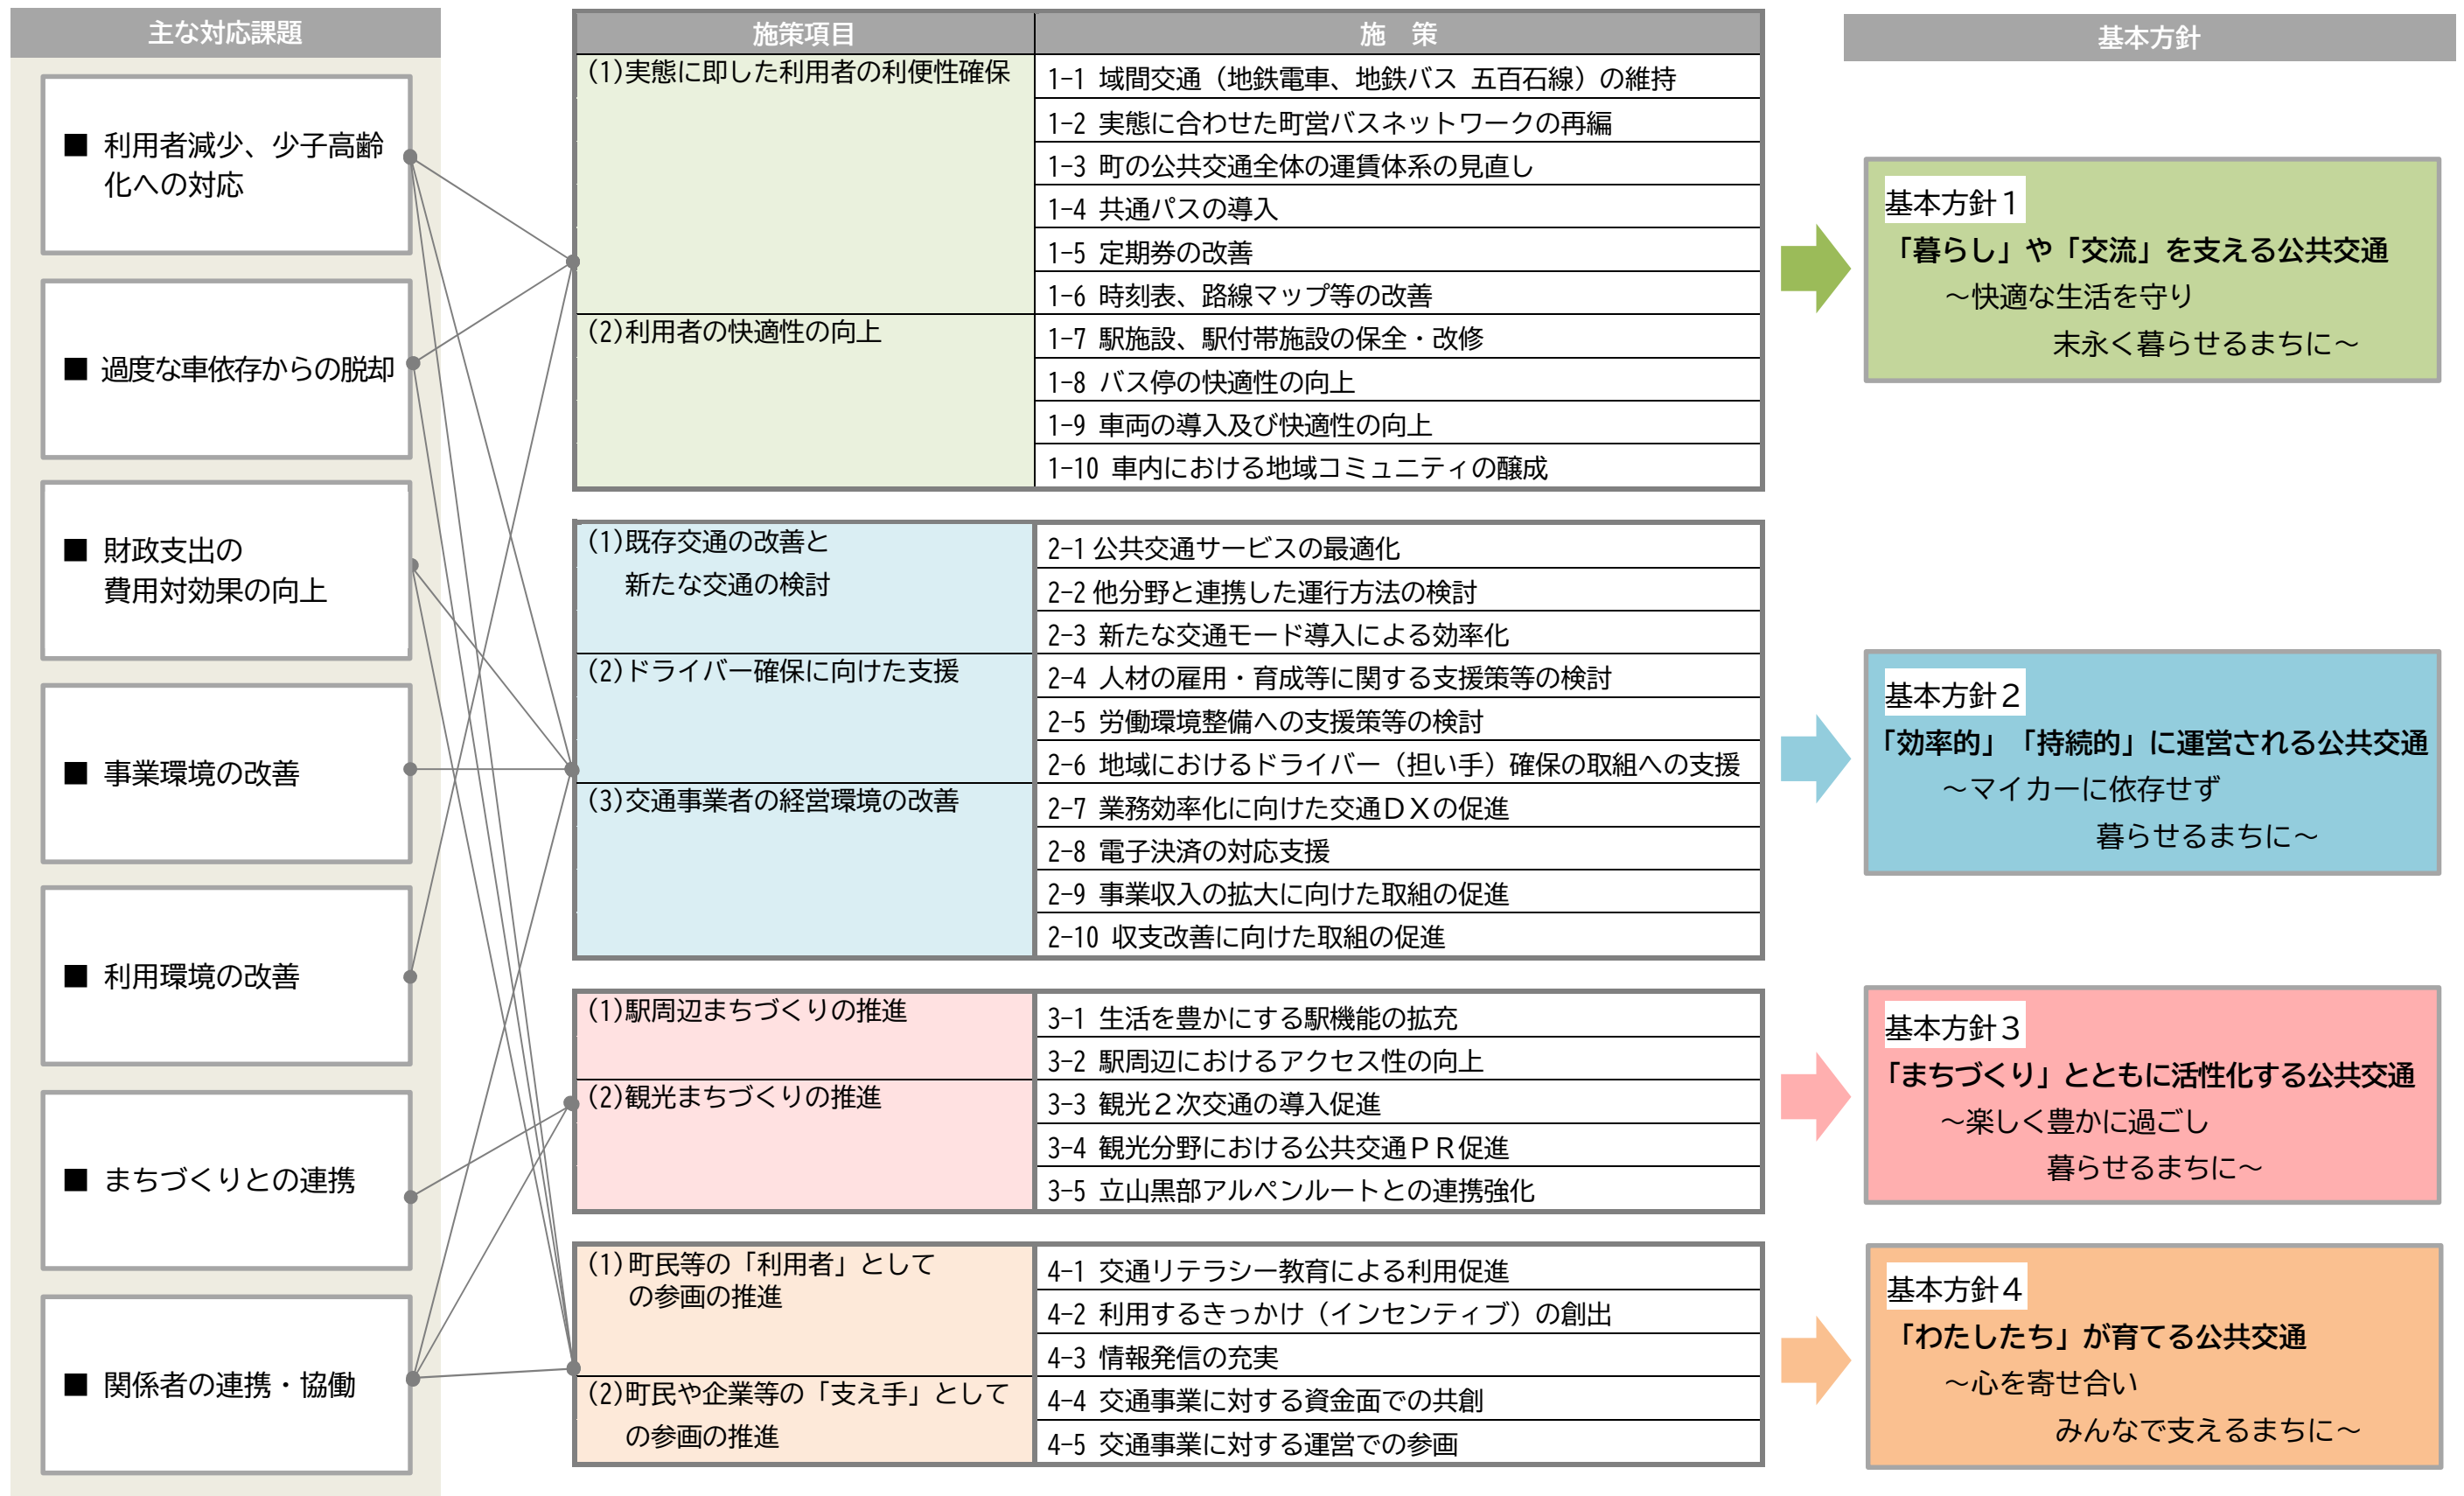 主な対応課題
■ 利用者減少、少子高齢
化への対応
■ 過度な車依存からの脱却
■ 財政支出の
費用対効果の向上
■ 事業環境の改善
■ 利用環境の改善
■ まちづくりとの連携
■ 関係者の連携・協働
施策項目
施　策
(1)実態に即した利用者の利便性確保
1-1 域間交通（地鉄電車、地鉄バス 五百石線）の維持
1-2 実態に合わせた町営バスネットワークの再編
1-3 町の公共交通全体の運賃体系の見直し
1-4 共通パスの導入
1-5 定期券の改善
1-6 時刻表、路線マップ等の改善
(2)利用者の快適性の向上
1-7 駅施設、駅付帯施設の保全・改修
1-8 バス停の快適性の向上
1-9 車両の導入及び快適性の向上
1-10 車内における地域コミュニティの醸成
(1)既存交通の改善と
新たな交通の検討
2-1 公共交通サービスの最適化
2-2 他分野と連携した運行方法の検討
2-3 新たな交通モード導入による効率化
(2)ドライバー確保に向けた支援
2-4 人材の雇用・育成等に関する支援策等の検討
2-5 労働環境整備への支援策等の検討
2-6 地域におけるドライバー（担い手）確保の取組への支援
(3)交通事業者の経営環境の改善
2-7 業務効率化に向けた交通ＤＸの促進
2-8 電子決済の対応支援
2-9 事業収入の拡大に向けた取組の促進
2-10 収支改善に向けた取組の促進
(1)駅周辺まちづくりの推進
3-1 生活を豊かにする駅機能の拡充
3-2 駅周辺におけるアクセス性の向上
(2)観光まちづくりの推進
3-3 観光２次交通の導入促進
3-4 観光分野における公共交通ＰＲ促進
3-5 立山黒部アルペンルートとの連携強化
(1)町民等の「利用者」として
の参画の推進
4-1 交通リテラシー教育による利用促進
4-2 利用するきっかけ（インセンティブ）の創出
4-3 情報発信の充実
(2)町民や企業等の「支え手」として
の参画の推進
4-4 交通事業に対する資金面での共創
4-5 交通事業に対する運営での参画
基本方針
基本方針１
「暮らし」や「交流」を支える公共交通
～快適な生活を守り
末永く暮らせるまちに～
基本方針２
「効率的」「持続的」に運営される公共交通
～マイカーに依存せず
暮らせるまちに～
基本方針３
「まちづくり」とともに活性化する公共交通
～楽しく豊かに過ごし
暮らせるまちに～
基本方針４
「わたしたち」が育てる公共交通
～心を寄せ合い
みんなで支えるまちに～